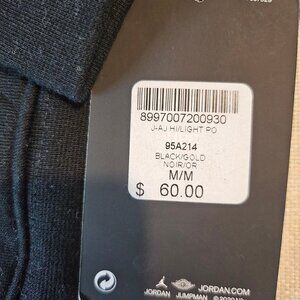 8997007200930
J-AJ HI/LIGHT PO
95A214
BLACK/GOLD
NOIR/OR
M/M
$ 60.00
JORDAN.COM
JORDAN JUMPMAN